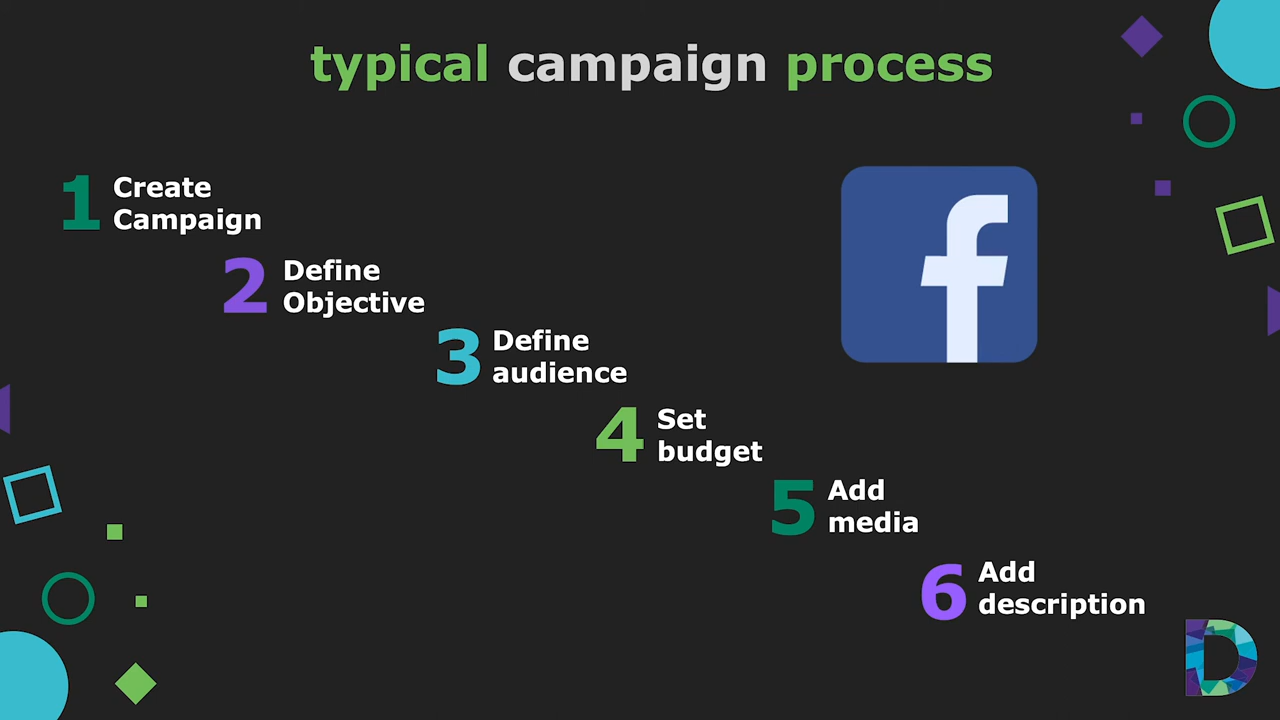 typical campaign process
1 Create
Campaign
2 Define
Objective
3 Define
audience
4 Set
budget
5 Add
media
6 Add
description
f
D